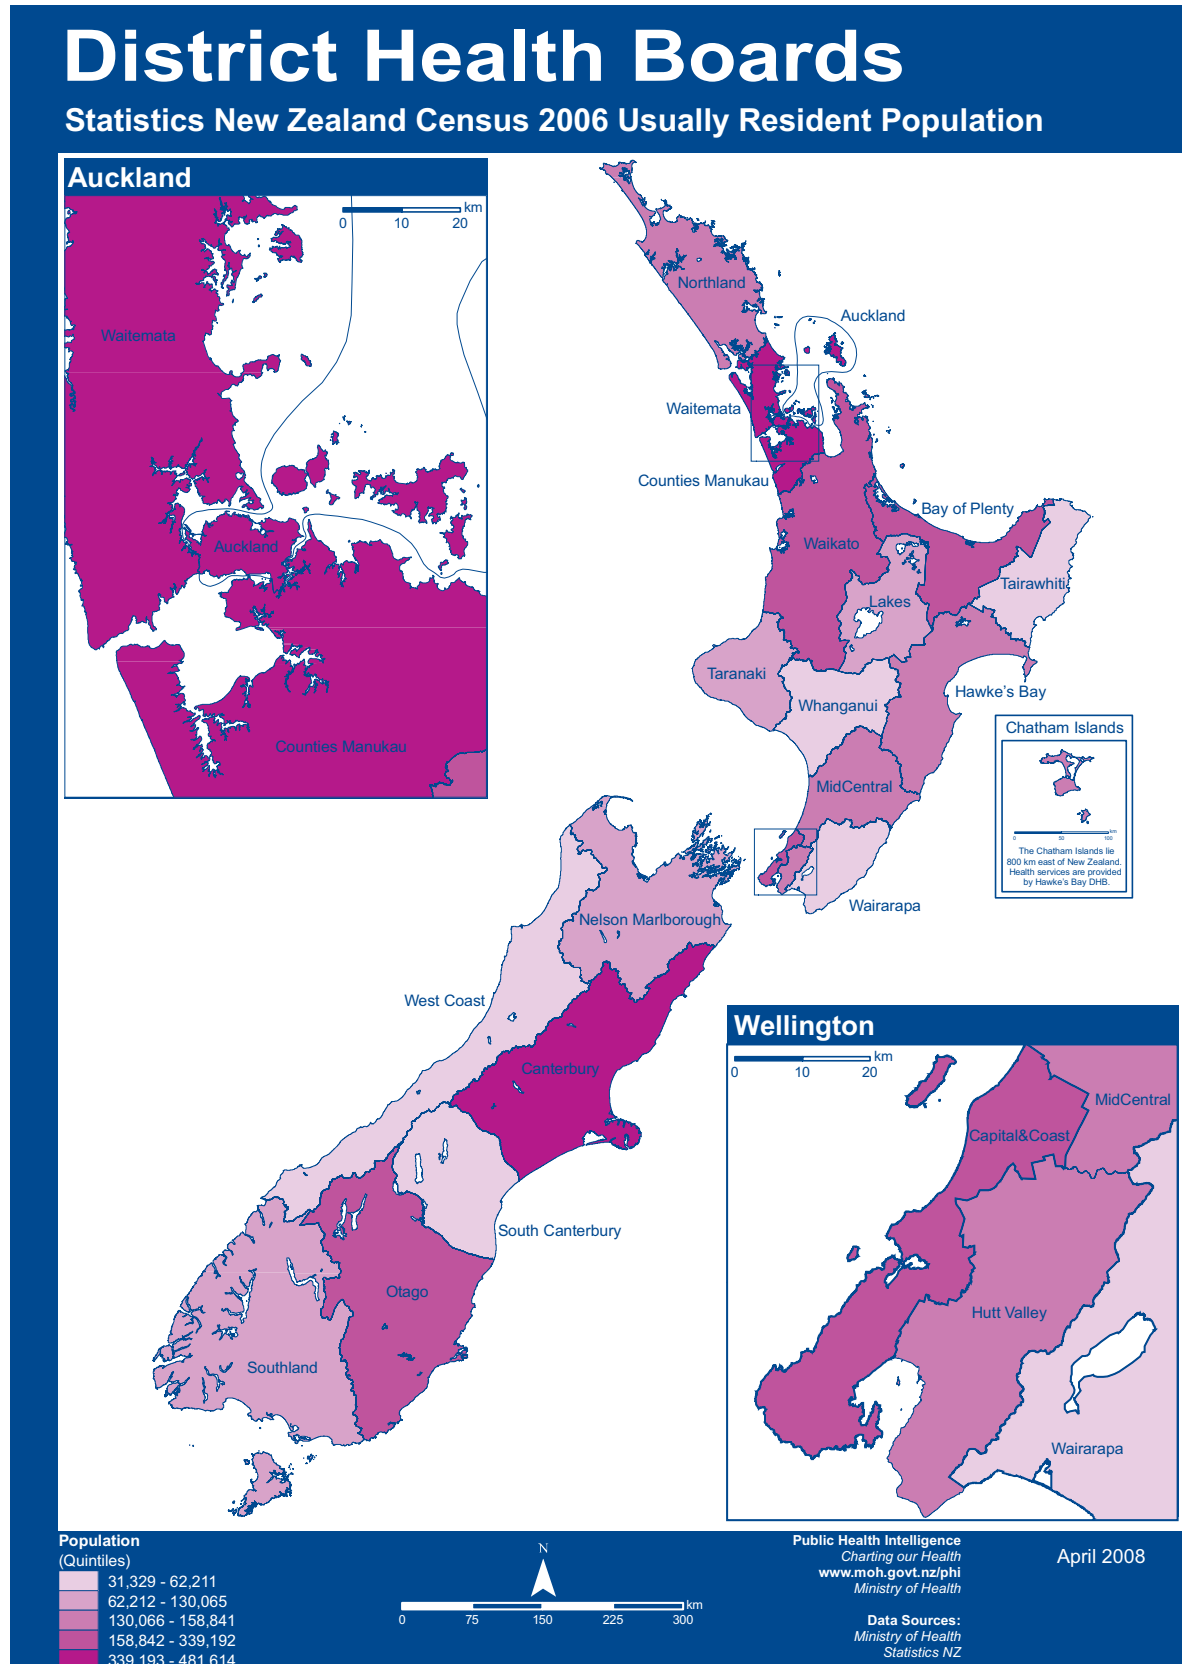 District Health Boards
Statistics New Zealand Census 2006 Usually Resident Population
Auckland
km
0 10 20
Waitemata
Auckland
Counties Manukau
Northland
Auckland
Waitemata
Counties Manukau
Bay of Plenty
Waikato
Tairawhiti
Lakes
Taranaki
Whanganui
Hawke's Bay
MidCentral
Wairarapa
Chatham Islands
km
0 50 100
The Chatham Islands lie
800 km east of New Zealand.
Health services are provided
by Hawke's Bay DHB.
Nelson Marlborough
West Coast
Canterbury
South Canterbury
Otago
Southland
Wellington
km
0 10 20
MidCentral
Capital&Coast
Hutt Valley
Wairarapa
Population
(Quintiles)
31,329 - 62,211
62,212 - 130,065
130,066 - 158,841
158,842 - 339,192
339,193 - 481,614
N
km
0 75 150 225 300
Public Health Intelligence
Charting our Health
www.moh.govt.nz/phi
Ministry of Health
Data Sources:
Ministry of Health
Statistics NZ
April 2008